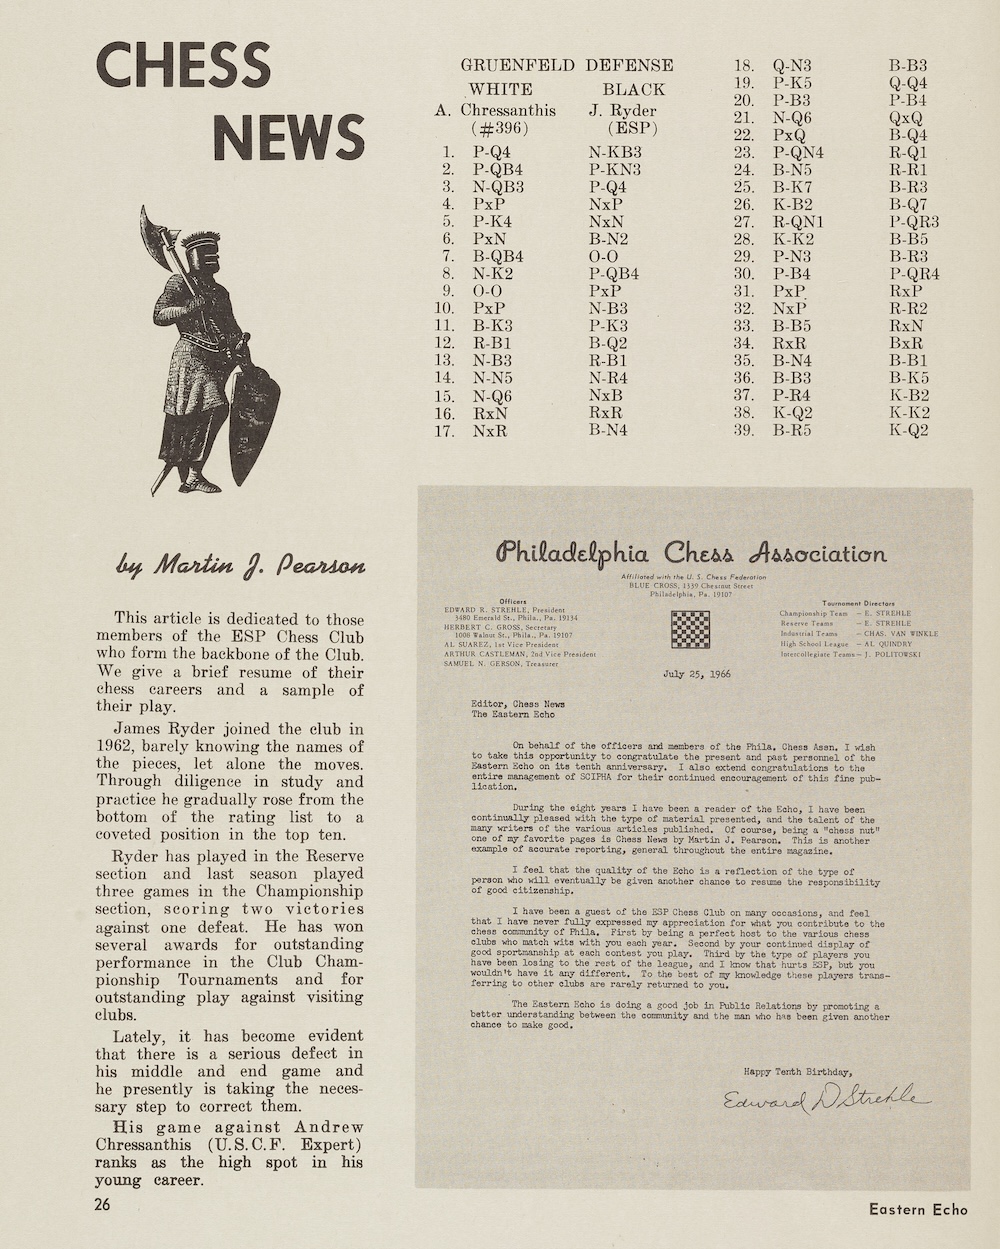 CHESS
NEWS
by Martin J. Pearson
This article is dedicated to those
members of the ESP Chess Club
who form the backbone of the Club.
We give a brief resume of their
chess careers and a sample of
their play.
James Ryder joined the club in
1962, barely knowing the names of
the pieces, let alone the moves.
Through diligence in study and
practice he gradually rose from the
bottom of the rating list to a
coveted position in the top ten.
Ryder has played in the Reserve
section and last season played
three games in the Championship
section, scoring two victories
against one defeat. He has won
several awards for outstanding
performance in the Club Cham-
pionship Tournaments and for
outstanding play against visiting
clubs.
Lately, it has become evident
that there is a serious defect in
his middle and end game and
he presently is taking the neces-
sary step to correct them.
His game against Andrew
Chressanthis (U.S.C.F. Expert)
ranks as the high spot in his
young career.
GRUENFELD DEFENSE
WHITE BLACK
A. Chressanthis J. Ryder
(#396) (ESP)
1. P-Q4 N-KB3
2. P-QB4 P-KN3
3. N-QB3 P-Q4
4. PxP NxP
5. P-K4 NxN
6. PxN B-N2
7. B-QB4 O-O
8. N-K2 P-QB4
9. O-O PxP
10. PxP N-B3
11. B-K3 P-K3
12. R-B1 B-Q2
13. N-B3 R-B1
14. N-N5 N-R4
15. N-Q6 NxB
16. RxN RxR
17. NxR B-N4
18. Q-N3 B-B3
19. P-K5 Q-Q4
20. P-B3 P-B4
21. N-Q6 QxQ
22. PxQ B-Q4
23. P-QN4 R-Q1
24. B-N5 R-R1
25. B-K7 B-R3
26. K-B2 B-Q7
27. R-QN1 P-QR3
28. K-K2 B-B5
29. P-N3 B-R3
30. P-B4 P-QR4
31. PxP RxP
32. NxP R-R2
33. B-B5 RxN
34. RxR BxR
35. B-N4 B-B1
36. B-B3 B-K5
37. P-R4 K-B2
38. K-Q2 K-K2
39. B-R5 K-Q2
Philadelphia Chess Association
Affiliated with the U. S. Chess Federation
BLUE CROSS, 1339 Chestnut Street
Philadelphia, Pa. 19107
Officers
EDWARD R. STREHLE, President
3480 Emerald St., Phila., Pa. 19134
HERBERT C. GROSS, Secretary
1008 Walnut St., Phila., Pa. 19107
AL SUAREZ, 1st Vice President
ARTHUR CASTLEMAN, 2nd Vice President
SAMUEL N. GERSON, Treasurer
Tournament Directors
Championship Team — E. STREHLE
Reserve Teams — E. STREHLE
Industrial Teams — CHAS. VAN WINKLE
High School League — AL QUINDRY
Intercollegiate Teams — J. POLITOWSKI
July 25, 1966
Editor, Chess News
The Eastern Echo
On behalf of the officers and members of the Phila. Chess Assn. I wish
to take this opportunity to congratulate the present and past personnel of the
Eastern Echo on its tenth anniversary. I also extend congratulations to the
entire management of SCIPHA for their continued encouragement of this fine pub-
lication.
During the eight years I have been a reader of the Echo, I have been
continually pleased with the type of material presented, and the talent of the
many writers of the various articles published. Of course, being a "chess nut"
one of my favorite pages is Chess News by Martin J. Pearson. This is another
example of accurate reporting, general throughout the entire magazine.
I feel that the quality of the Echo is a reflection of the type of
person who will eventually be given another chance to resume the responsibility
of good citizenship.
I have been a guest of the ESP Chess Club on many occasions, and feel
that I have never fully expressed my appreciation for what you contribute to the
chess community of Phila. First by being a perfect host to the various chess
clubs who match wits with you each year. Second by your continued display of
good sportmanship at each contest you play. Third by the type of players you
have been losing to the rest of the league, and I know that hurts ESP, but you
wouldn't have it any different. To the best of my knowledge these players trans-
ferring to other clubs are rarely returned to you.
The Eastern Echo is doing a good job in Public Relations by promoting a
better understanding between the community and the man who has been given another
chance to make good.
Happy Tenth Birthday,
Edward D Strehle
26
Eastern Echo